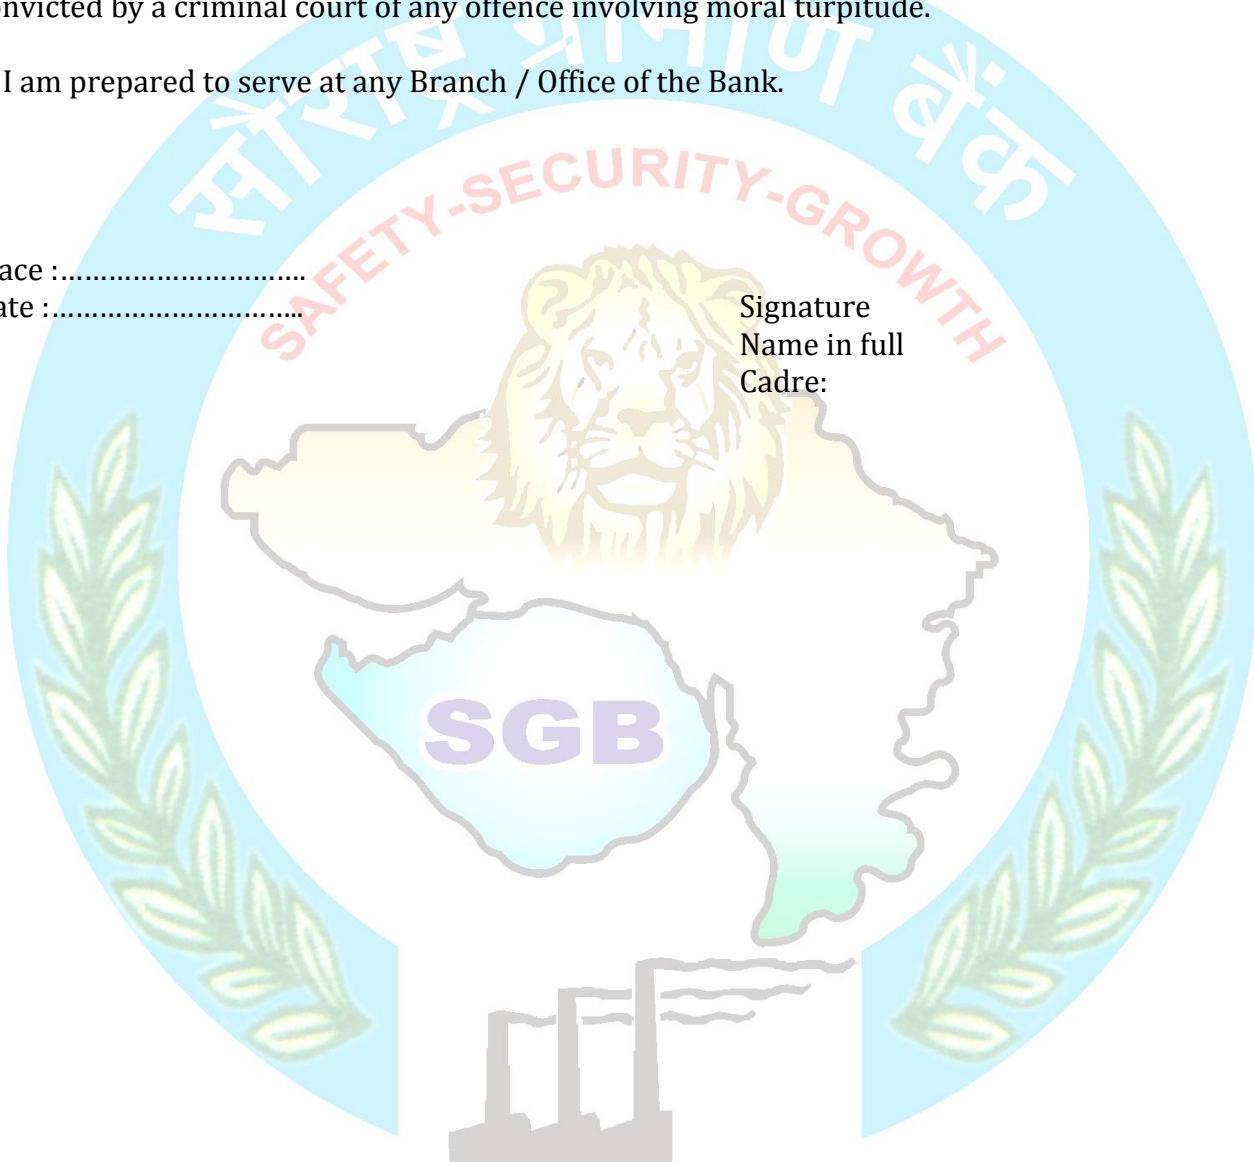 onvicted by a criminal court of any offence involving moral turpitude.
I am prepared to serve at any Branch / Office of the Bank.
सौराष्ट्र ग्रामीण बैंक
SAFETY-SECURITY-GROWTH
ace :………………………….
ate :…………………………..
Signature
Name in full
Cadre:
SGB